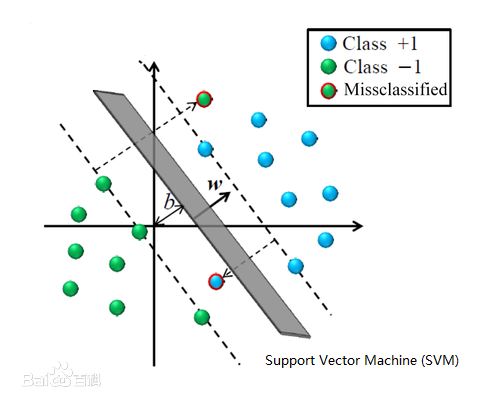 Class +1
Class −1
Missclassified
w
b
Support Vector Machine (SVM)
Bai百科